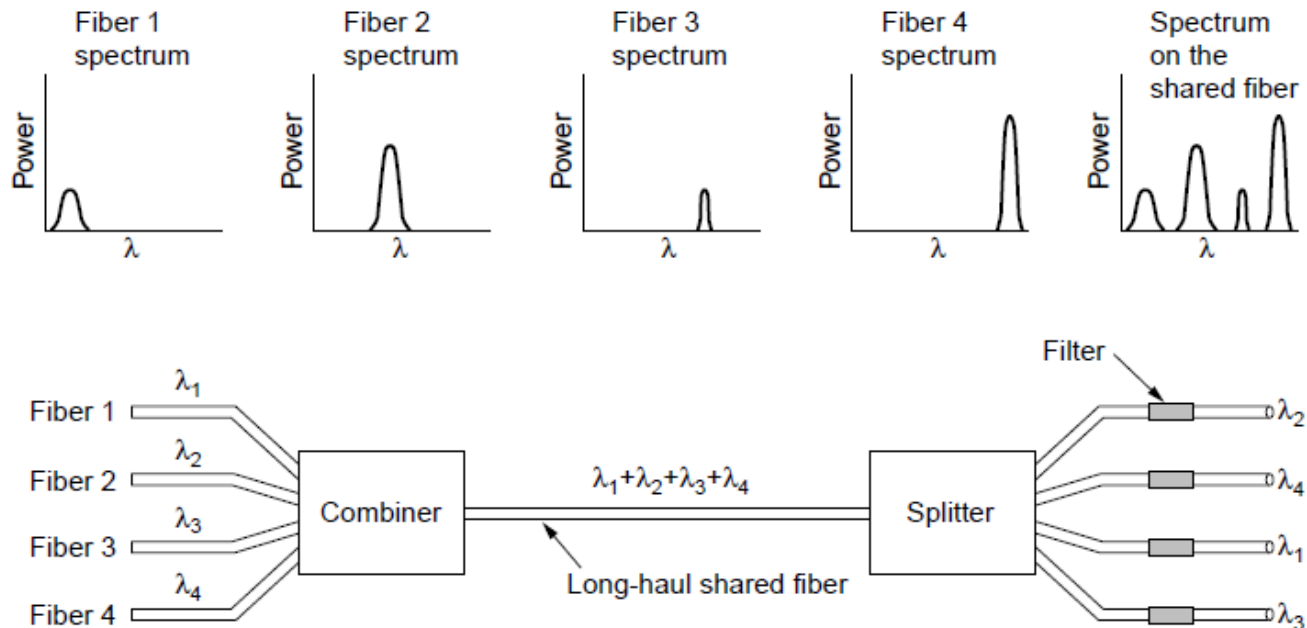 Fiber 1
spectrum
Fiber 2
spectrum
Fiber 3
spectrum
Fiber 4
spectrum
Spectrum
on the
shared fiber
Power
λ
Power
λ
Power
λ
Power
λ
Power
λ
Filter
Fiber 1
λ1
Fiber 2
λ2
Fiber 3
λ3
Fiber 4
λ4
Combiner
λ1+λ2+λ3+λ4
Long-haul shared fiber
Splitter
λ2
λ4
λ1
λ3